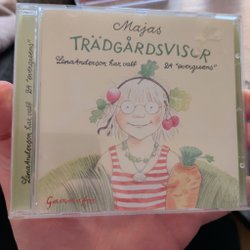 Majas
TRÄDGÅRDSVISOR
Lena Anderson har valt 24 "evergreens"
Lena Anderson har valt 24 "evergreens"